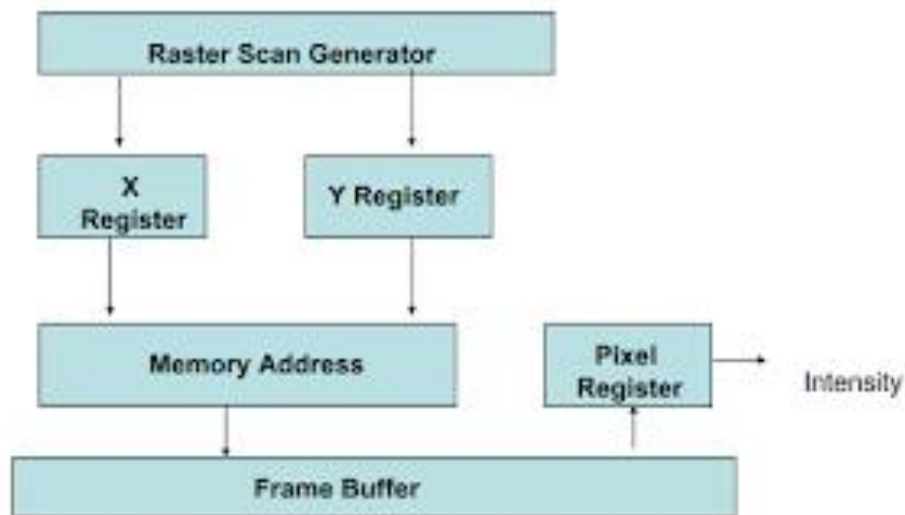 Raster Scan Generator
X
Register
Y Register
Memory Address
Pixel
Register
Intensity
Frame Buffer